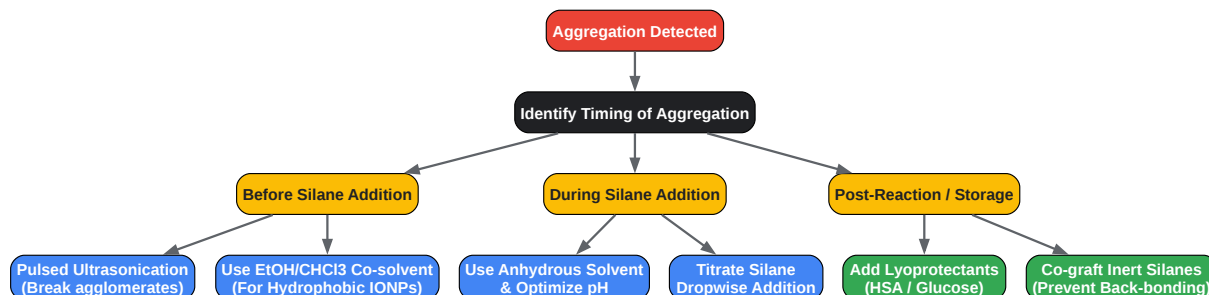 Aggregation Detected
Identify Timing of Aggregation
Before Silane Addition
During Silane Addition
Post-Reaction / Storage
Pulsed Ultrasonication
(Break agglomerates)
Use EtOH/CHCl3 Co-solvent
(For Hydrophobic IONPs)
Use Anhydrous Solvent
& Optimize pH
Titrate Silane
Dropwise Addition
Add Lyoprotectants
(HSA / Glucose)
Co-graft Inert Silanes
(Prevent Back-bonding)